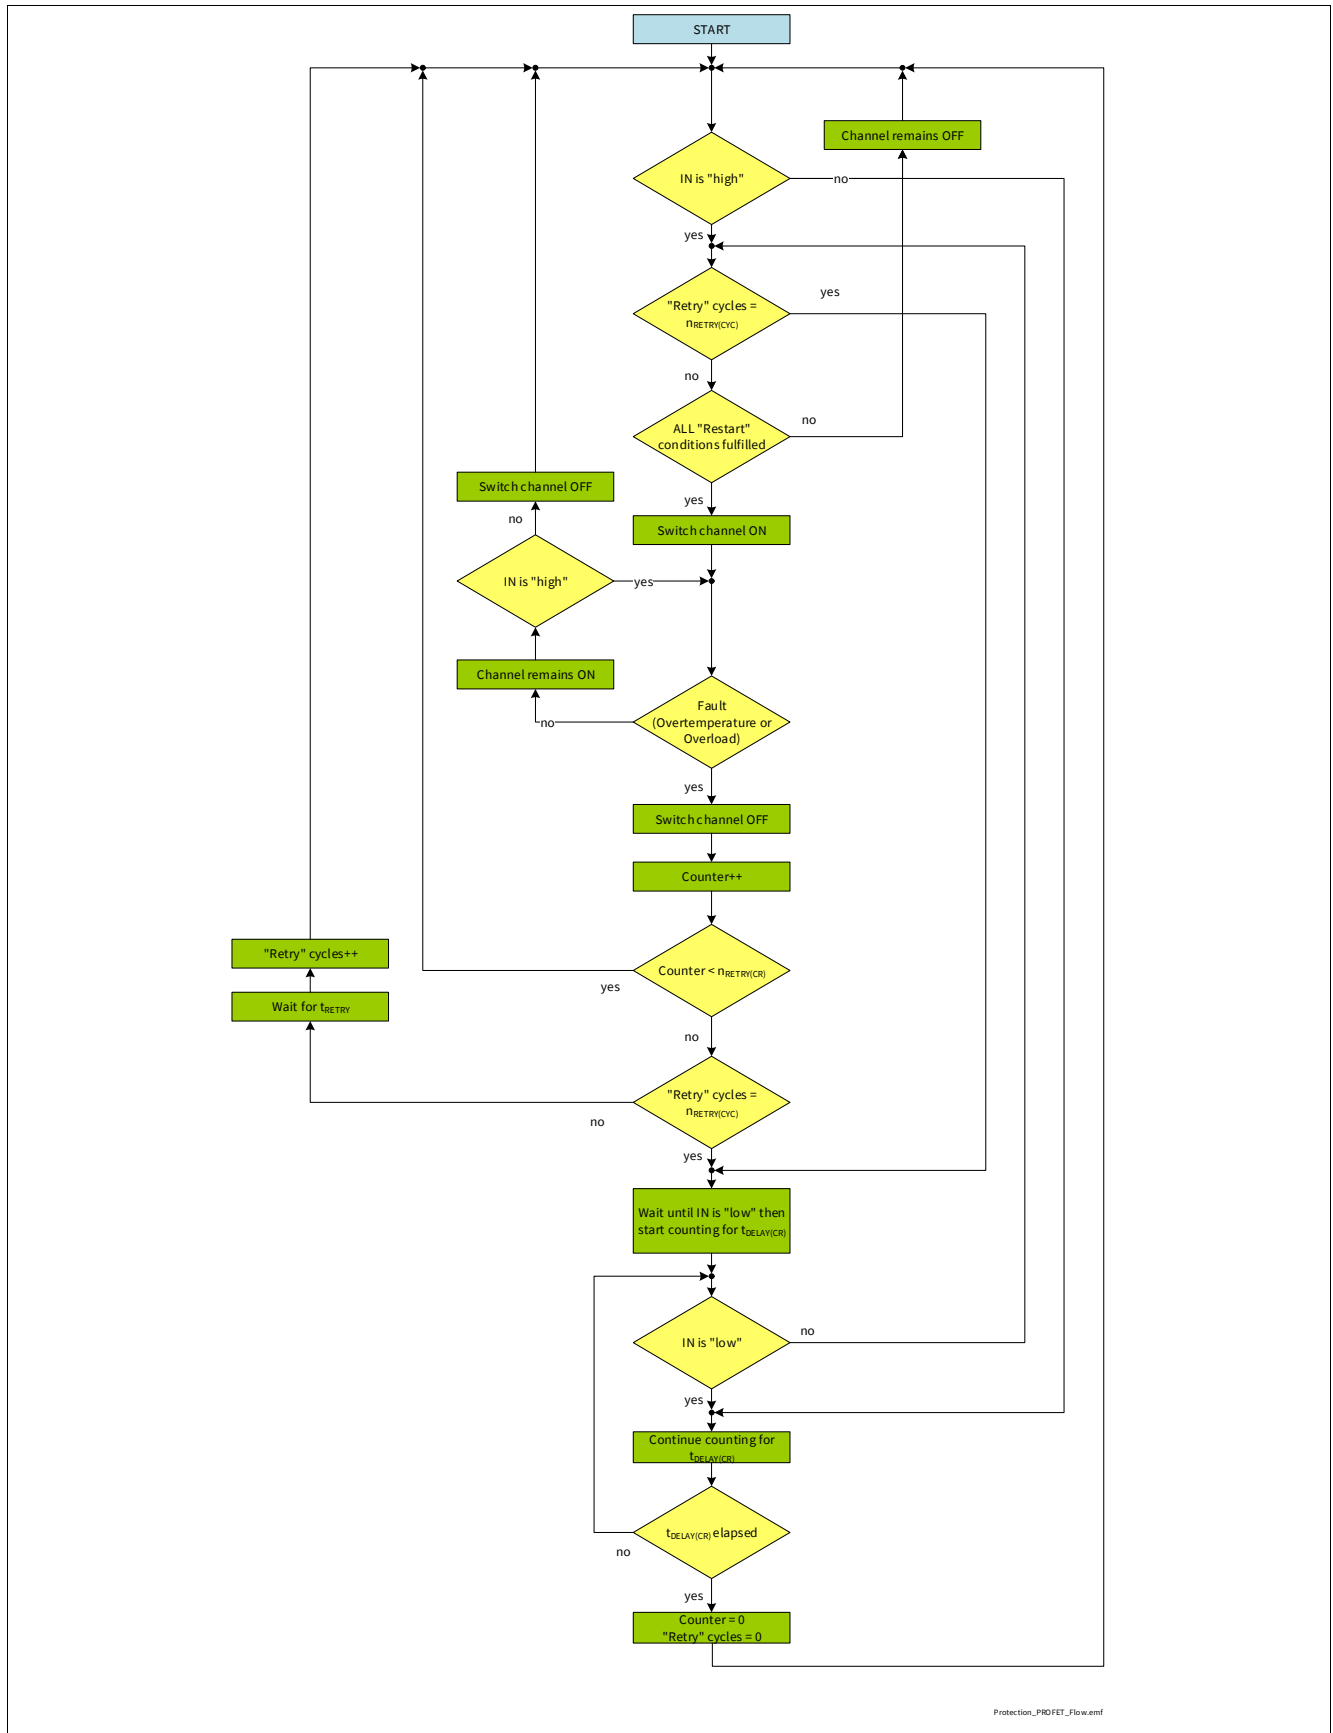 START
Channel remains OFF
IN is "high"
no
yes
"Retry" cycles =
nRETRY(CYC)
yes
no
ALL "Restart"
conditions fulfilled
no
yes
Switch channel OFF
no
Switch channel ON
IN is "high"
yes
Channel remains ON
Fault
(Overtemperature or
Overload)
no
yes
Switch channel OFF
Counter++
"Retry" cycles++
Counter < nRETRY(CR)
yes
Wait for tRETRY
no
"Retry" cycles =
nRETRY(CYC)
no
yes
Wait until IN is "low" then
start counting for tDELAY(CR)
IN is "low"
no
yes
Continue counting for
tDELAY(CR)
tDELAY(CR) elapsed
no
yes
Counter = 0
"Retry" cycles = 0
Protection_PROFET_Flow.emf